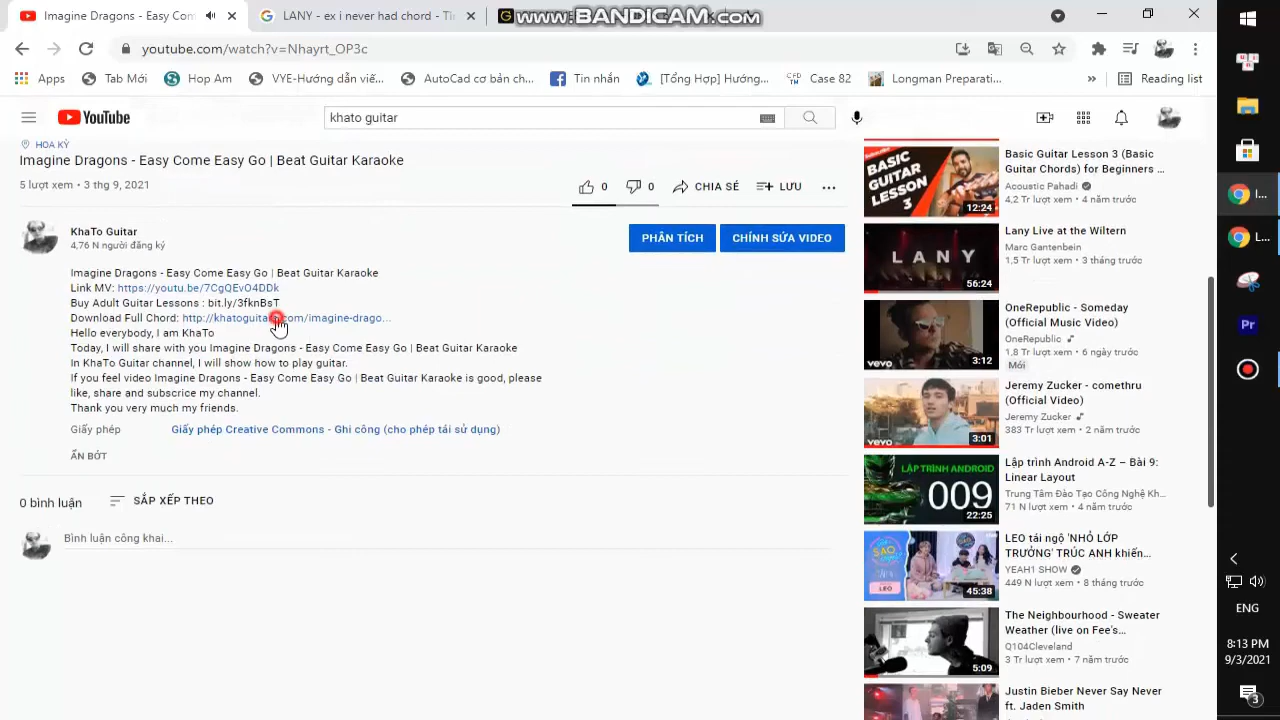 Imagine Dragons - Easy Com
LANY - ex i never had chord - Th
www.BANDICAM.com
youtube.com/watch?v=Nhayrt_OP3c
Apps
Tab Mới
Hop Am
VYE-Hướng dẫn viế...
AutoCad cơ bản ch...
Tin nhắn
[Tổng Hợp] Hướng...
Case 82
Longman Preparati...
»
Reading list
YouTube
khato guitar
HOA KỲ
Imagine Dragons - Easy Come Easy Go | Beat Guitar Karaoke
5 lượt xem • 3 thg 9, 2021
0
0
CHIA SẺ
LƯU
KhaTo Guitar
4,76 N người đăng ký
PHÂN TÍCH
CHỈNH SỬA VIDEO
Imagine Dragons - Easy Come Easy Go | Beat Guitar Karaoke
Link MV: https://youtu.be/7CgQEvO4DDk
Buy Adult Guitar Lessons : bit.ly/3fknBsT
Download Full Chord: http://khatoguitar.com/imagine-drago...
Hello everybody, I am KhaTo
Today, I will share with you Imagine Dragons - Easy Come Easy Go | Beat Guitar Karaoke
In KhaTo Guitar channel, I will show how to play guitar.
If you feel video Imagine Dragons - Easy Come Easy Go | Beat Guitar Karaoke is good, please
like, share and subscrice my channel.
Thank you very much my friends.
Giấy phép
Giấy phép Creative Commons - Ghi công (cho phép tái sử dụng)
ẨN BỚT
0 bình luận
SẮP XẾP THEO
Bình luận công khai...
BASIC
GUITAR
LESSON
3
12:24
Basic Guitar Lesson 3 (Basic
Guitar Chords) for Beginners ...
Acoustic Pahadi
4,2 Tr lượt xem • 4 năm trước
LANY
56:24
Lany Live at the Wiltern
Marc Gantenbein
1,5 Tr lượt xem • 3 tháng trước
vevo
3:12
OneRepublic - Someday
(Official Music Video)
OneRepublic
1,8 Tr lượt xem • 6 ngày trước
Mới
vevo
3:01
Jeremy Zucker - comethru
(Official Video)
Jeremy Zucker
383 Tr lượt xem • 2 năm trước
LẬP TRÌNH ANDROID
009
22:25
Lập trình Android A-Z – Bài 9:
Linear Layout
Trung Tâm Đào Tạo Công Nghệ Kh...
71 N lượt xem • 4 năm trước
SAO
LEO
45:38
LEO tái ngộ 'NHỎ LỚP
TRƯỞNG' TRÚC ANH khiến...
YEAH1 SHOW
449 N lượt xem • 8 tháng trước
5:09
The Neighbourhood - Sweater
Weather (live on Fee's...
Q104Cleveland
3 Tr lượt xem • 7 năm trước
Justin Bieber Never Say Never
ft. Jaden Smith
I...
L...
Pr
ENG
8:13 PM
9/3/2021
3